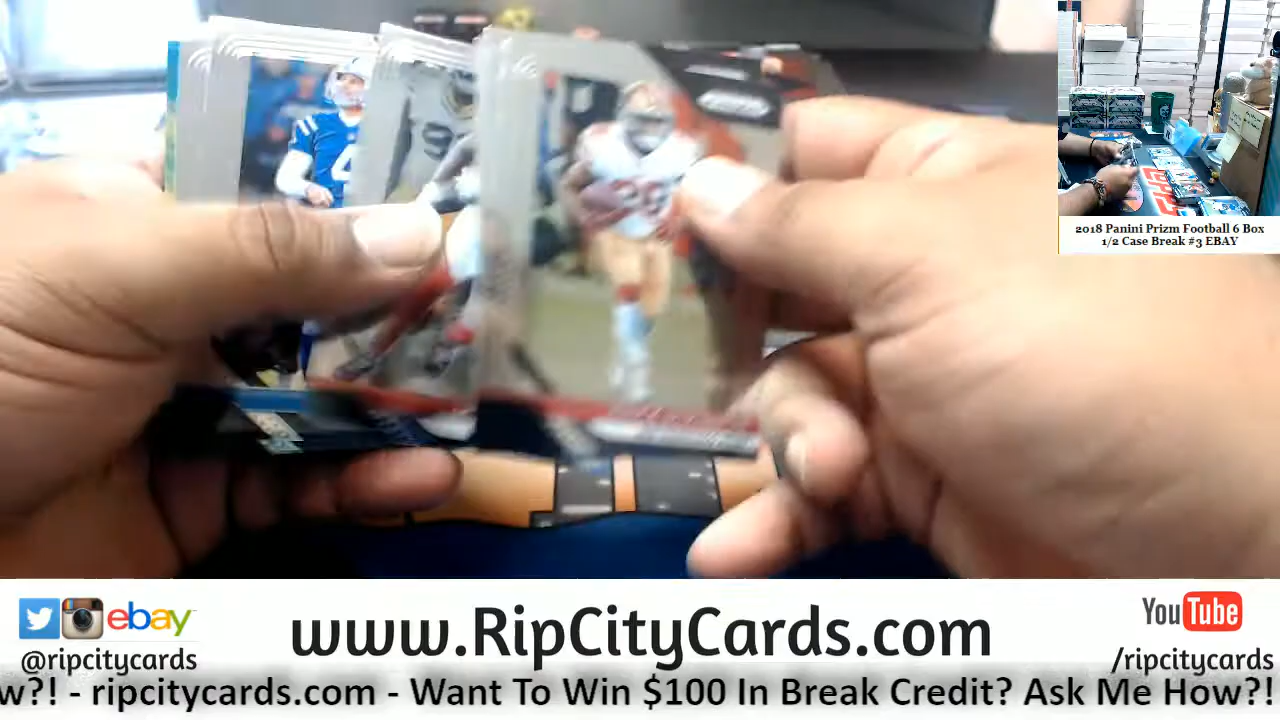 2018 Panini Prizm Football 6 Box
1/2 Case Break #3 EBAY
ebay
@ripcitycards
www.RipCityCards.com
YouTube
/ripcitycards
w?! - ripcitycards.com - Want To Win $100 In Break Credit? Ask Me How?!